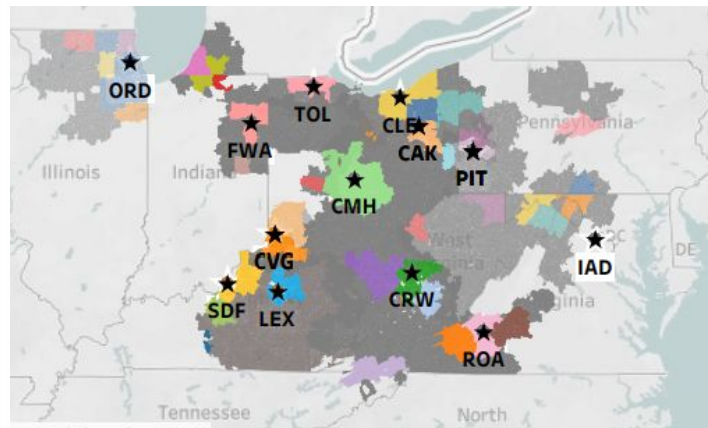 ORD
TOL
CLE
FWA
CAK
Pennsylvania
Illinois
Indiana
PIT
CMH
CVG
West
DC
DE
IAD
CRW
SDF
LEX
ROA
Tennessee
North